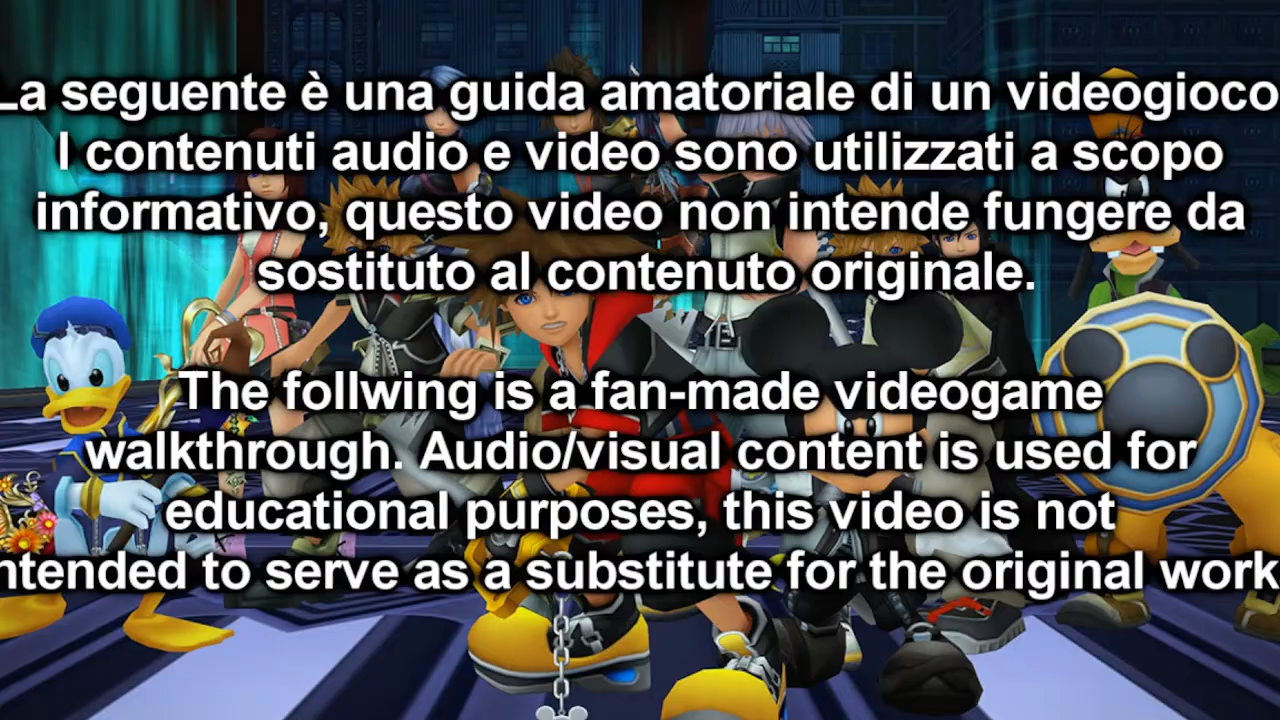 La seguente è una guida amatoriale di un videogioco
I contenuti audio e video sono utilizzati a scopo
informativo, questo video non intende fungere da
sostituto al contenuto originale.
The follwing is a fan-made videogame
walkthrough. Audio/visual content is used for
educational purposes, this video is not
ntended to serve as a substitute for the original work